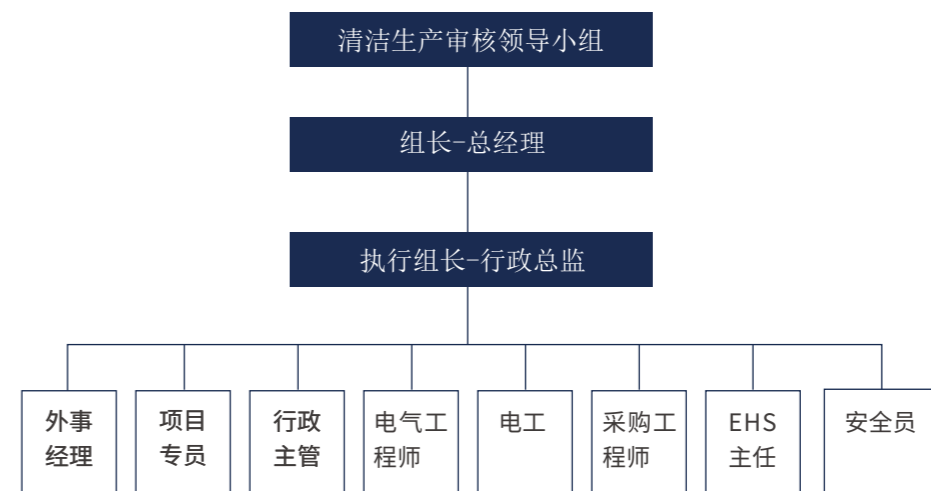 清洁生产审核领导小组
组长-总经理
执行组长-行政总监
外事
经理
项目
专员
行政
主管
电气工
程师
电工
采购工
程师
EHS
主任
安全员